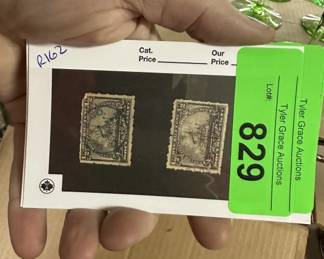 R162
Cat.
Price
Our
Price
Tyler Grace Auctions
Tyler Grace Auctions
Lot#:
829